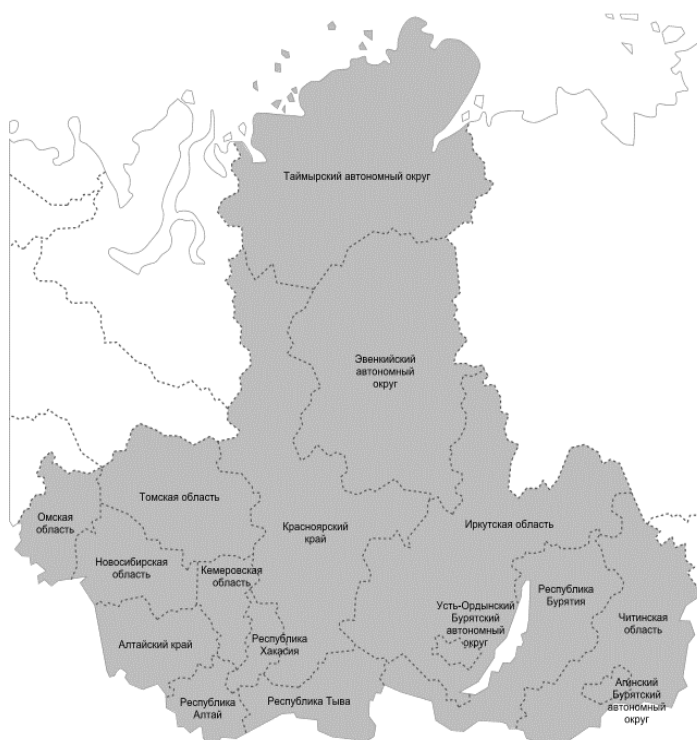 Таймырский автономный округ
Эвенкийский
автономный
округ
Томская область
Омская
область
Красноярский
край
Иркутская область
Новосибирская
область
Кемеровская
область
Республика
Бурятия
Усть-Ордынский
Бурятский
автономный
округ
Читинская
область
Алтайский край
Республика
Хакасия
Республика
Алтай
Республика Тыва
Агинский
Бурятский
автономный
округ